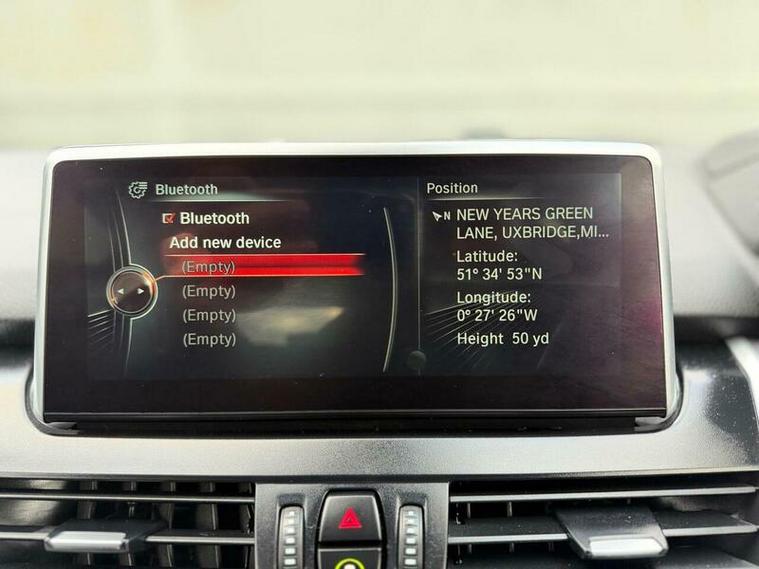 Bluetooth
Bluetooth
Add new device
(Empty)
(Empty)
(Empty)
(Empty)
Position
N NEW YEARS GREEN
LANE, UXBRIDGE,MI...
Latitude:
51° 34' 53"N
Longitude:
0° 27' 26"W
Height 50 yd